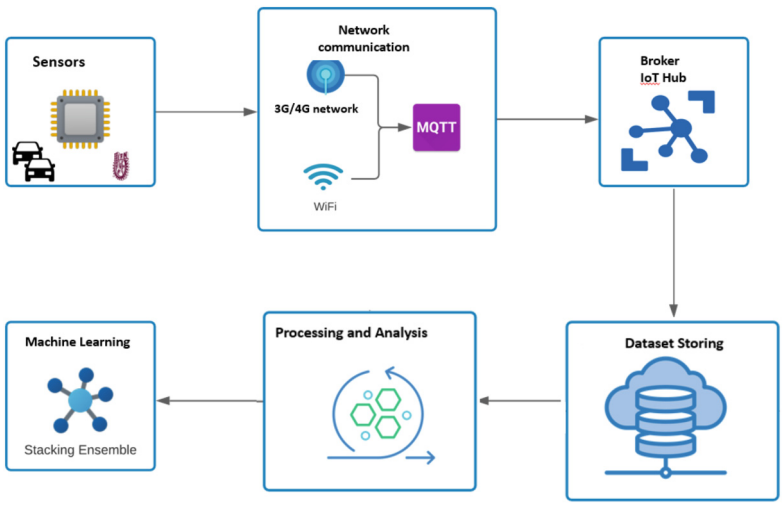 Sensors
Network
communication
3G/4G network
MQTT
WiFi
Broker
IoT Hub
Machine Learning
Stacking Ensemble
Processing and Analysis
Dataset Storing